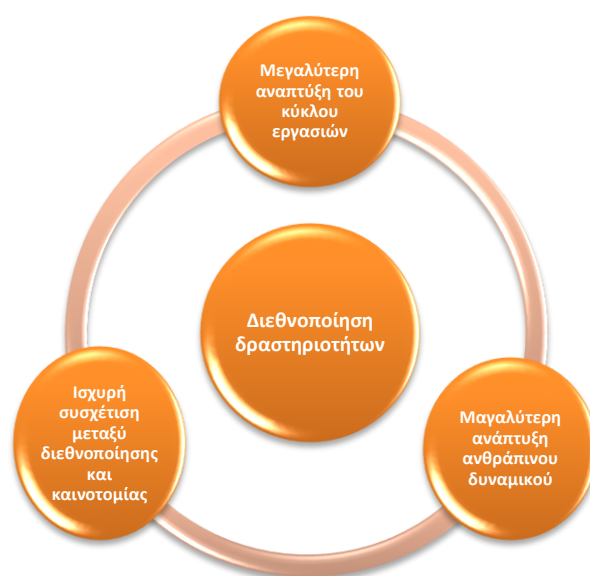 Μεγαλύτερη
αναπτύξη του
κύκλου
εργασιών
Διεθνοποίηση
δραστηριοτήτων
Ισχυρή
συσχέτιση
μεταξύ
διεθνοποίησης
και
καινοτομίας
Μαγαλύτερη
ανάπτυξη
ανθράπινου
δυναμικού